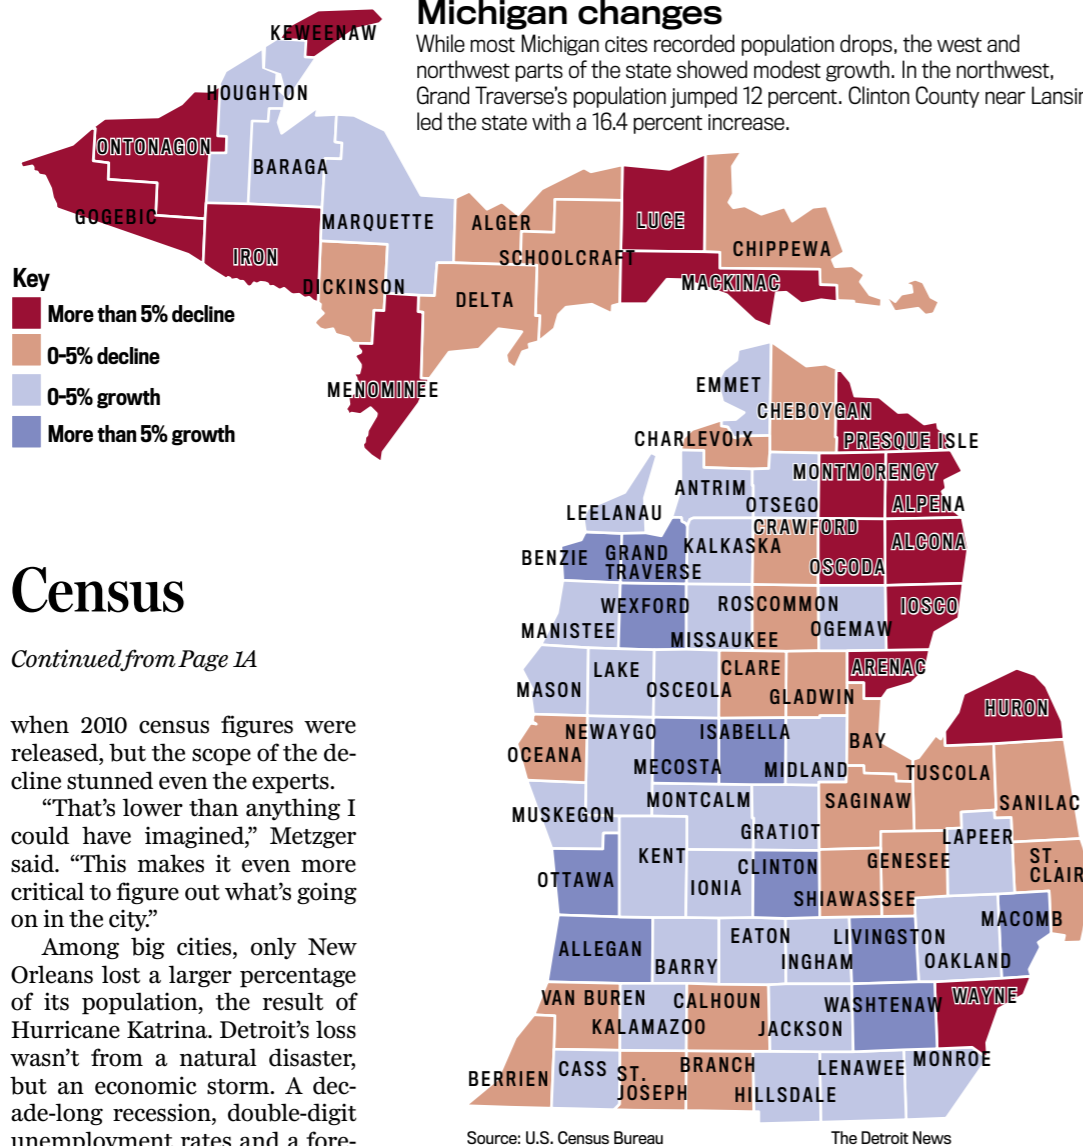 Michigan changes
While most Michigan cites recorded population drops, the west and
northwest parts of the state showed modest growth. In the northwest,
Grand Traverse’s population jumped 12 percent. Clinton County near Lansin
led the state with a 16.4 percent increase.
KEWEENAW
HOUGHTON
ONTONAGON
BARAGA
GOGEBIC
MARQUETTE
ALGER
LUCE
IRON
SCHOOLCRAFT
CHIPPEWA
DICKINSON
DELTA
MACKINAC
MENOMINEE
Key
More than 5% decline
0-5% decline
0-5% growth
More than 5% growth
EMMET
CHEBOYGAN
CHARLEVOIX
PRESQUE ISLE
MONTMORENCY
ANTRIM
OTSEGO
ALPENA
LEELANAU
CRAWFORD
BENZIE
GRAND
TRAVERSE
KALKASKA
OSCODA
ALCONA
WEXFORD
ROSCOMMON
IOSCO
MANISTEE
MISSAUKEE
OGEMAW
LAKE
CLARE
ARENAC
MASON
OSCEOLA
GLADWIN
HURON
NEWAYGO
ISABELLA
OCEANA
MECOSTA
MIDLAND
BAY
TUSCOLA
MUSKEGON
MONTCALM
SAGINAW
SANILAC
GRATIOT
LAPEER
KENT
CLINTON
GENESEE
ST.
CLAIR
OTTAWA
IONIA
SHIAWASSEE
MACOMB
ALLEGAN
EATON
LIVINGSTON
BARRY
INGHAM
OAKLAND
VAN BUREN
CALHOUN
WASHTENAW
WAYNE
KALAMAZOO
JACKSON
BERRIEN
CASS
ST.
JOSEPH
BRANCH
LENAWEE
MONROE
HILLSDALE
Source: U.S. Census Bureau
The Detroit News
Census
Continued from Page 1A
when 2010 census figures were
released, but the scope of the de-
cline stunned even the experts.
“That’s lower than anything I
could have imagined,” Metzger
said. “This makes it even more
critical to figure out what’s going
on in the city.”
Among big cities, only New
Orleans lost a larger percentage
of its population, the result of
Hurricane Katrina. Detroit’s loss
wasn’t from a natural disaster,
but an economic storm. A dec-
ade-long recession, double-digit
unemployment rates and a fore-